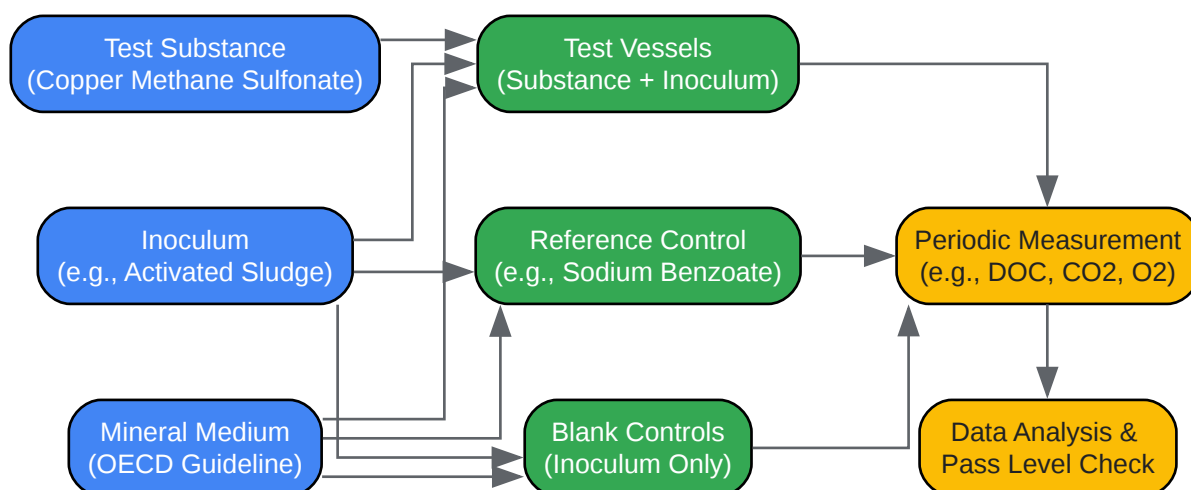 Test Substance
(Copper Methane Sulfonate)
Test Vessels
(Substance + Inoculum)
Inoculum
(e.g., Activated Sludge)
Reference Control
(e.g., Sodium Benzoate)
Periodic Measurement
(e.g., DOC, CO2, O2)
Mineral Medium
(OECD Guideline)
Blank Controls
(Inoculum Only)
Data Analysis &
Pass Level Check